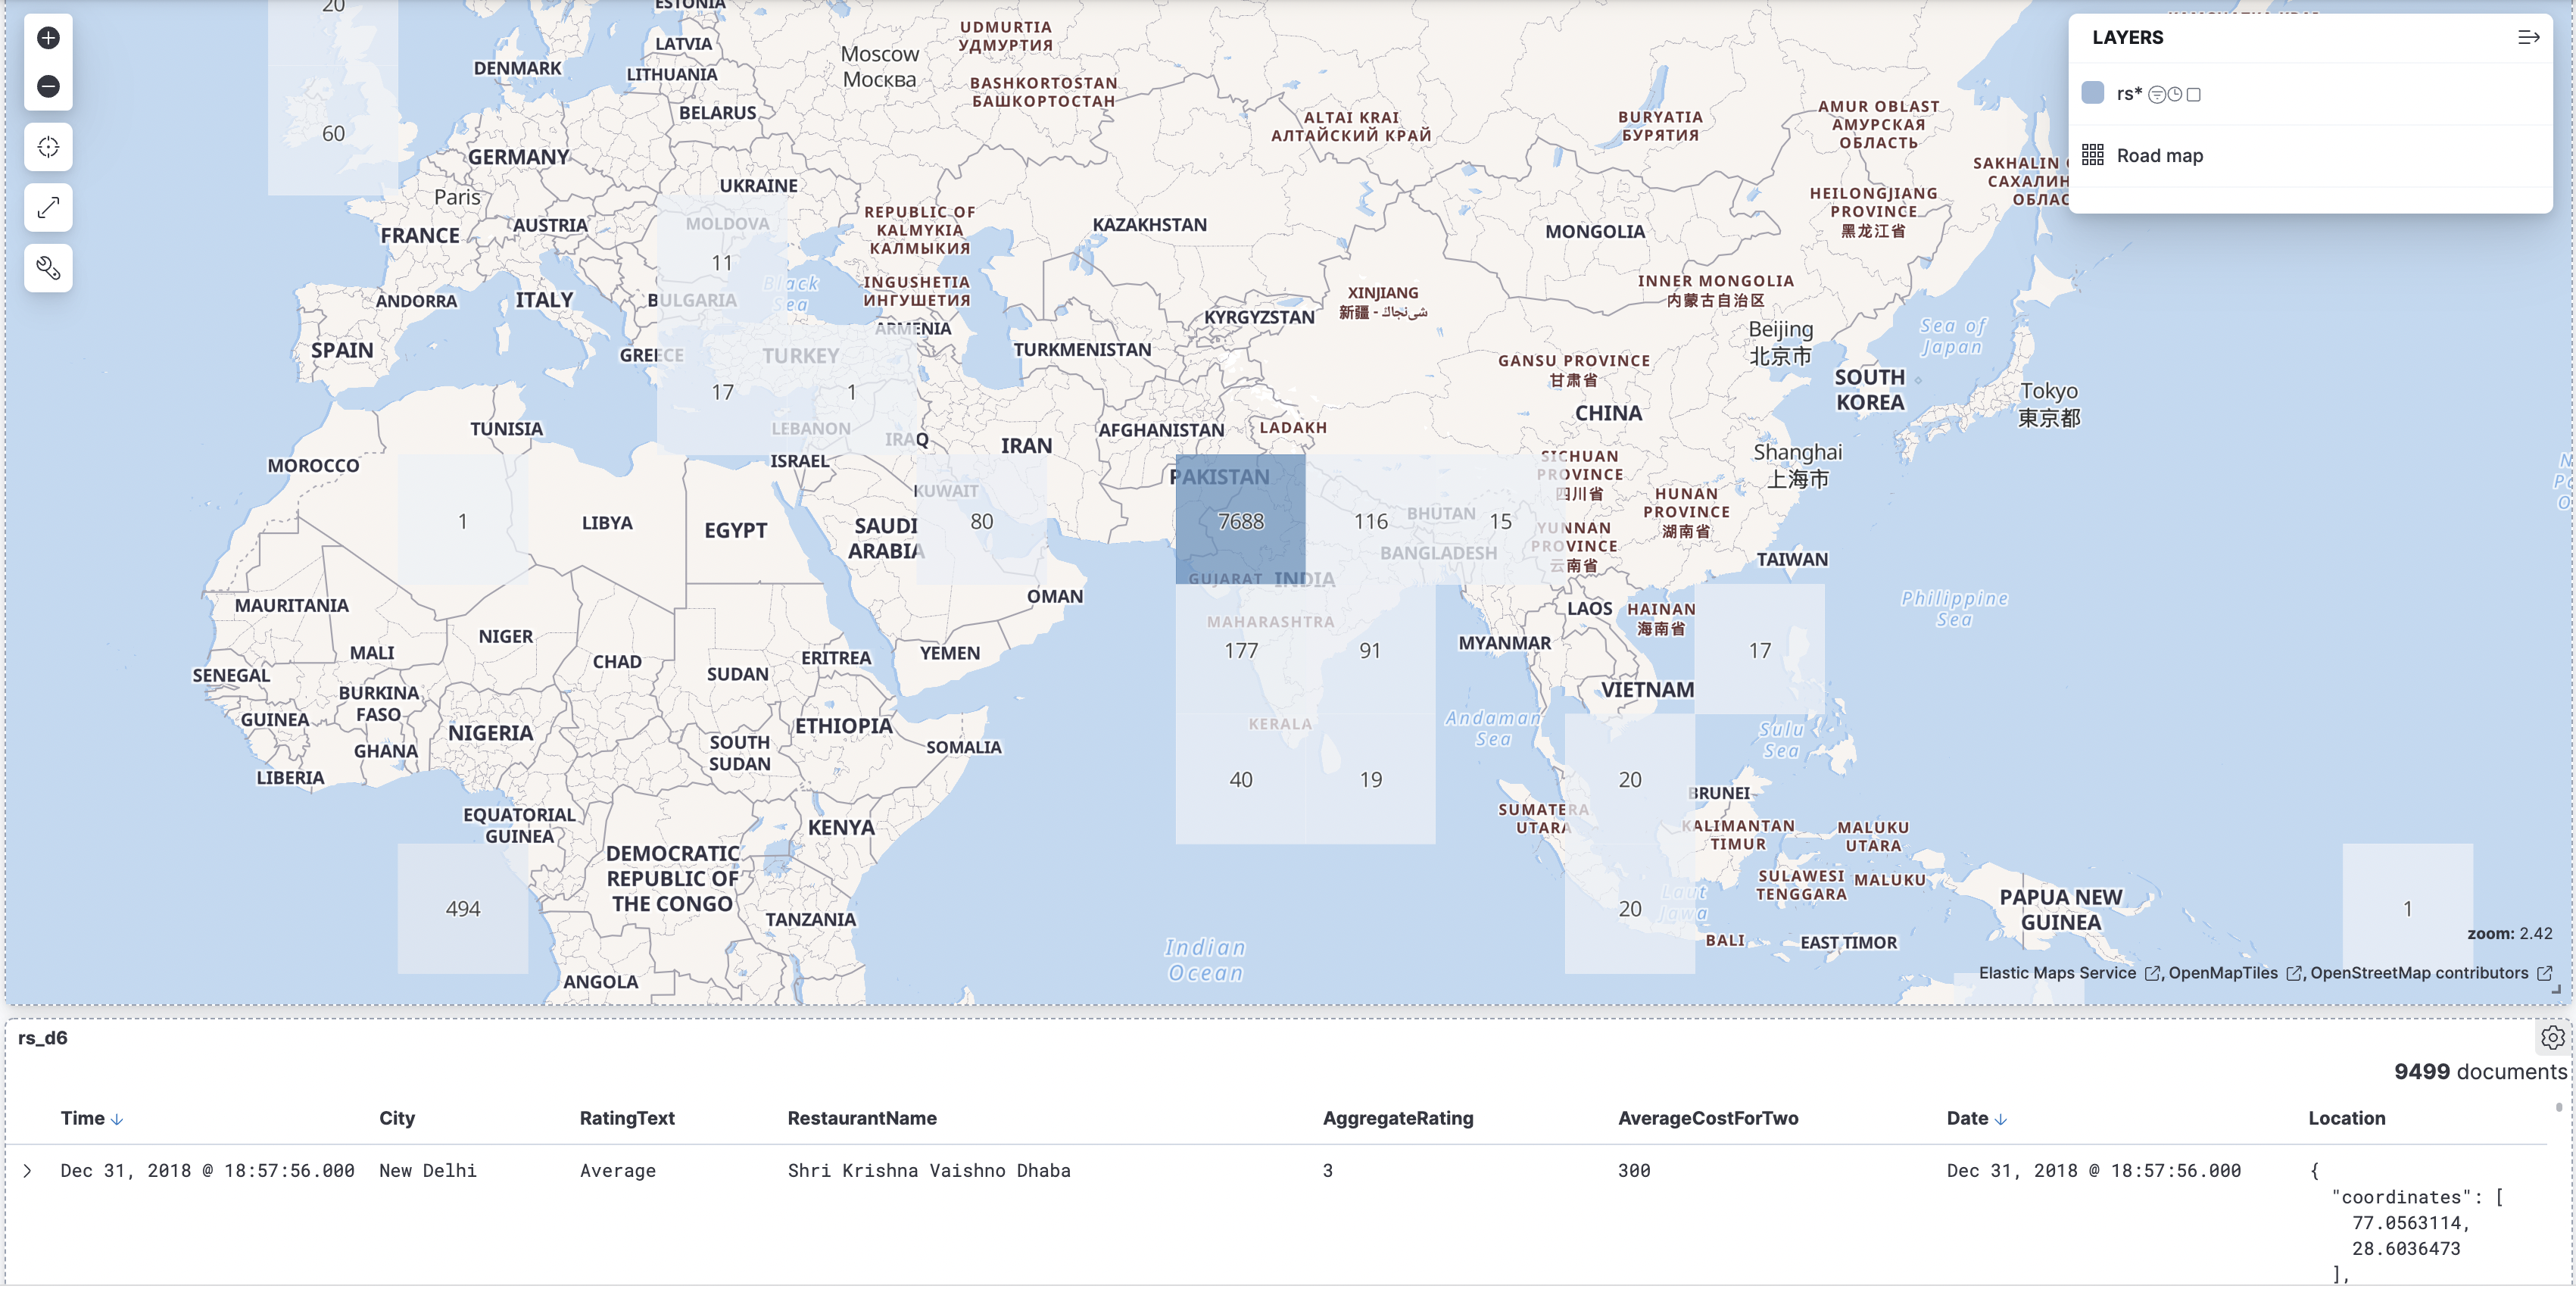 20
ESTONIA
LATVIA
LITHUANIA
DENMARK
BELARUS
60
Moscow
Москва
UDMURTIA
УДМУРТИЯ
BASHKORTOSTAN
БАШКОРТОСТАН
ALTAI KRAI
АЛТАЙСКИЙ КРАЙ
BURYATIA
БУРЯТИЯ
AMUR OBLAST
АМУРСКАЯ
ОБЛАСТЬ
SAKHALIN
САХАЛИН
ОБЛАС
HEILONGJIANG
PROVINCE
黑龙江省
LAYERS
rs*
Road map
GERMANY
Paris
UKRAINE
FRANCE
AUSTRIA
MOLDOVA
REPUBLIC OF
KALMYKIA
КАЛМЫКИЯ
KAZAKHSTAN
MONGOLIA
11
ANDORRA
ITALY
BULGARIA
Black
Sea
INGUSHETIA
ИНГУШЕТИЯ
XINJIANG
新疆 - شىنجاڭ
INNER MONGOLIA
内蒙古自治区
KYRGYZSTAN
ARMENIA
SPAIN
GREECE
TURKEY
TURKMENISTAN
Beijing
北京市
Sea of
Japan
GANSU PROVINCE
甘肃省
SOUTH
KOREA
Tokyo
東京都
17
1
CHINA
TUNISIA
LEBANON
IRAQ
IRAN
AFGHANISTAN
LADAKH
MOROCCO
ISRAEL
PAKISTAN
SICHUAN
PROVINCE
四川省
Shanghai
上海市
KUWAIT
HUNAN
PROVINCE
湖南省
1
LIBYA
EGYPT
SAUDI
ARABIA
80
7688
116
BHUTAN
15
YUNNAN
PROVINCE
云南省
BANGLADESH
TAIWAN
GUJARAT
INDIA
OMAN
MAURITANIA
LAOS
HAINAN
海南省
Philippine
Sea
MAHARASHTRA
NIGER
MALI
CHAD
SUDAN
ERITREA
YEMEN
177
91
MYANMAR
17
SENEGAL
BURKINA
FASO
VIETNAM
GUINEA
NIGERIA
ETHIOPIA
KERALA
Andaman
Sea
Sulu
Sea
GHANA
SOUTH
SUDAN
SOMALIA
LIBERIA
40
19
20
BRUNEI
EQUATORIAL
GUINEA
KENYA
SUMATERA
UTARA
KALIMANTAN
TIMUR
MALUKU
UTARA
DEMOCRATIC
REPUBLIC OF
THE CONGO
SULAWESI
TENGGARA
MALUKU
Laut
Jawa
PAPUA NEW
GUINEA
494
TANZANIA
20
1
BALI
EAST TIMOR
zoom: 2.42
Indian
Ocean
ANGOLA
Elastic Maps Service , OpenMapTiles , OpenStreetMap contributors
rs_d6
9499 documents
Time City RatingText RestaurantName AggregateRating AverageCostForTwo Date Location
Dec 31, 2018 @ 18:57:56.000 New Delhi Average Shri Krishna Vaishno Dhaba 3 300 Dec 31, 2018 @ 18:57:56.000 {
"coordinates": [
77.0563114,
28.6036473
],